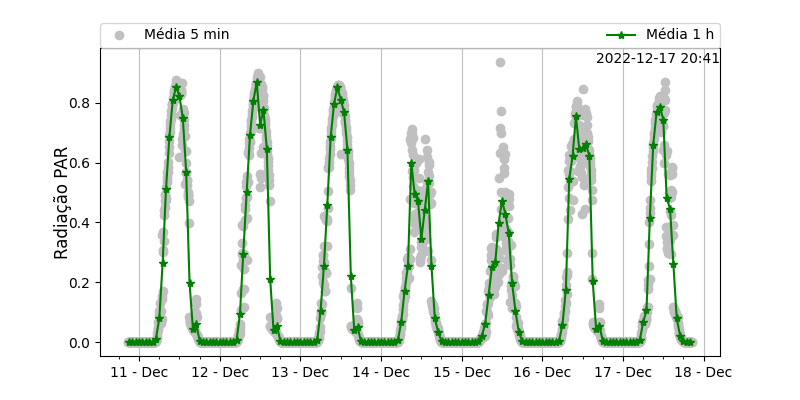 Média 5 min
Média 1 h
2022-12-17 20:41
Radiação PAR
0.8
0.6
0.4
0.2
0.0
11 - Dec
12 - Dec
13 - Dec
14 - Dec
15 - Dec
16 - Dec
17 - Dec
18 - Dec